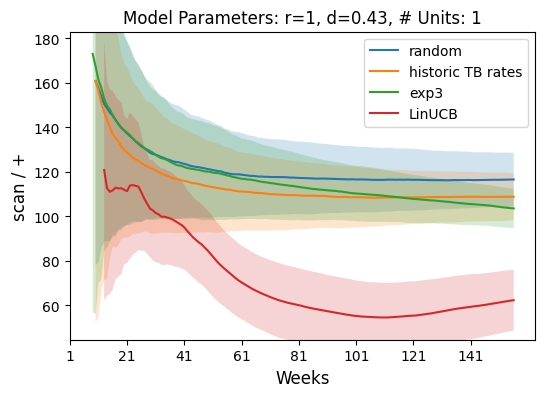 Model Parameters: r=1, d=0.43, # Units: 1
random
historic TB rates
exp3
LinUCB
scan / +
180
160
140
120
100
80
60
1 21 41 61 81 101 121 141
Weeks